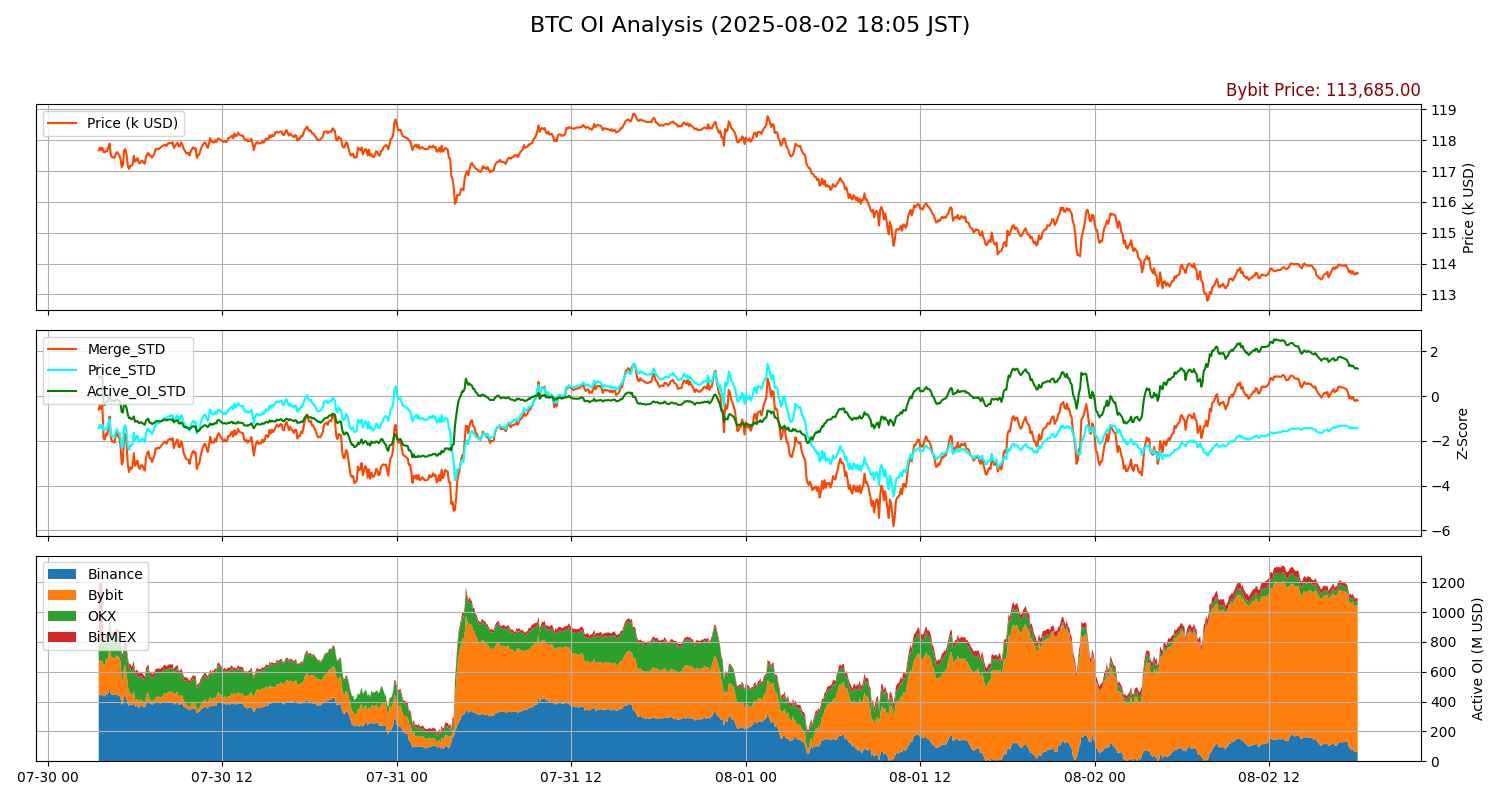 BTC OI Analysis (2025-08-02 18:05 JST)
Bybit Price: 113,685.00
Price (k USD)
119
118
117
116
115
114
113
Price (k USD)
Merge_STD
Price_STD
Active_OI_STD
2
0
−2
−4
−6
Z-Score
Binance
Bybit
OKX
BitMEX
1200
1000
800
600
400
200
0
Active OI (M USD)
07-30 00 07-30 12 07-31 00 07-31 12 08-01 00 08-01 12 08-02 00 08-02 12